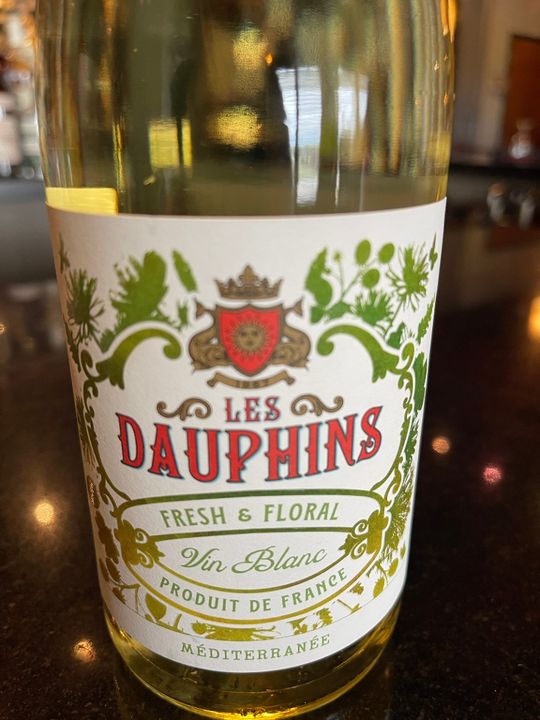 LES
DAUPHINS
FRESH & FLORAL
Vin Blanc
PRODUIT DE FRANCE
MÉDITERRANÉE